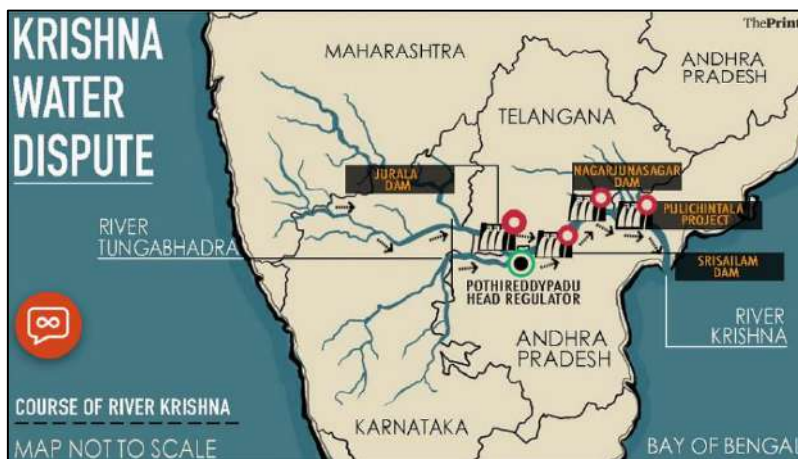 KRISHNA
WATER
DISPUTE
ThePrint
MAHARASHTRA
ANDHRA
PRADESH
TELANGANA
JURALA
DAM
NAGARJUNASAGAR
DAM
PULICHINTALA
PROJECT
RIVER
TUNGABHADRA
SRISAILAM
DAM
POTHIREDDYPADU
HEAD REGULATOR
RIVER
KRISHNA
ANDHRA
PRADESH
COURSE OF RIVER KRISHNA
KARNATAKA
MAP NOT TO SCALE
BAY OF BENGAL